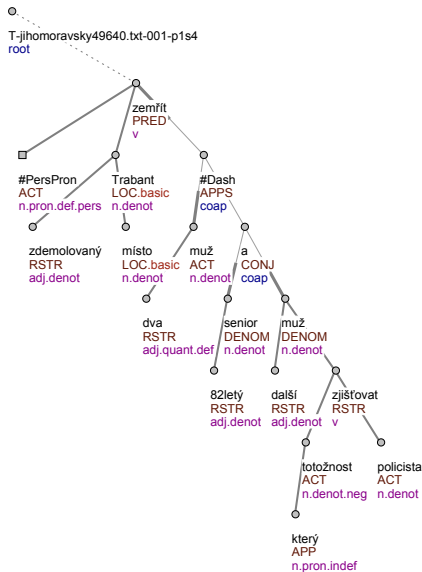 T-jihomoravsky49640.txt-001-p1s4
root
zemřít
PRED
v
#PersPron
ACT
n.pron.def.pers
Trabant
LOC.basic
n.denot
#Dash
APPS
coap
zdemolovaný
RSTR
adj.denot
místo
LOC.basic
n.denot
muž
ACT
n.denot
a
CONJ
coap
dva
RSTR
adj.quant.def
senior
DENOM
n.denot
muž
DENOM
n.denot
82letý
RSTR
adj.denot
další
RSTR
adj.denot
zjišťovat
RSTR
v
totožnost
ACT
n.denot.neg
policista
ACT
n.denot
který
APP
n.pron.indef